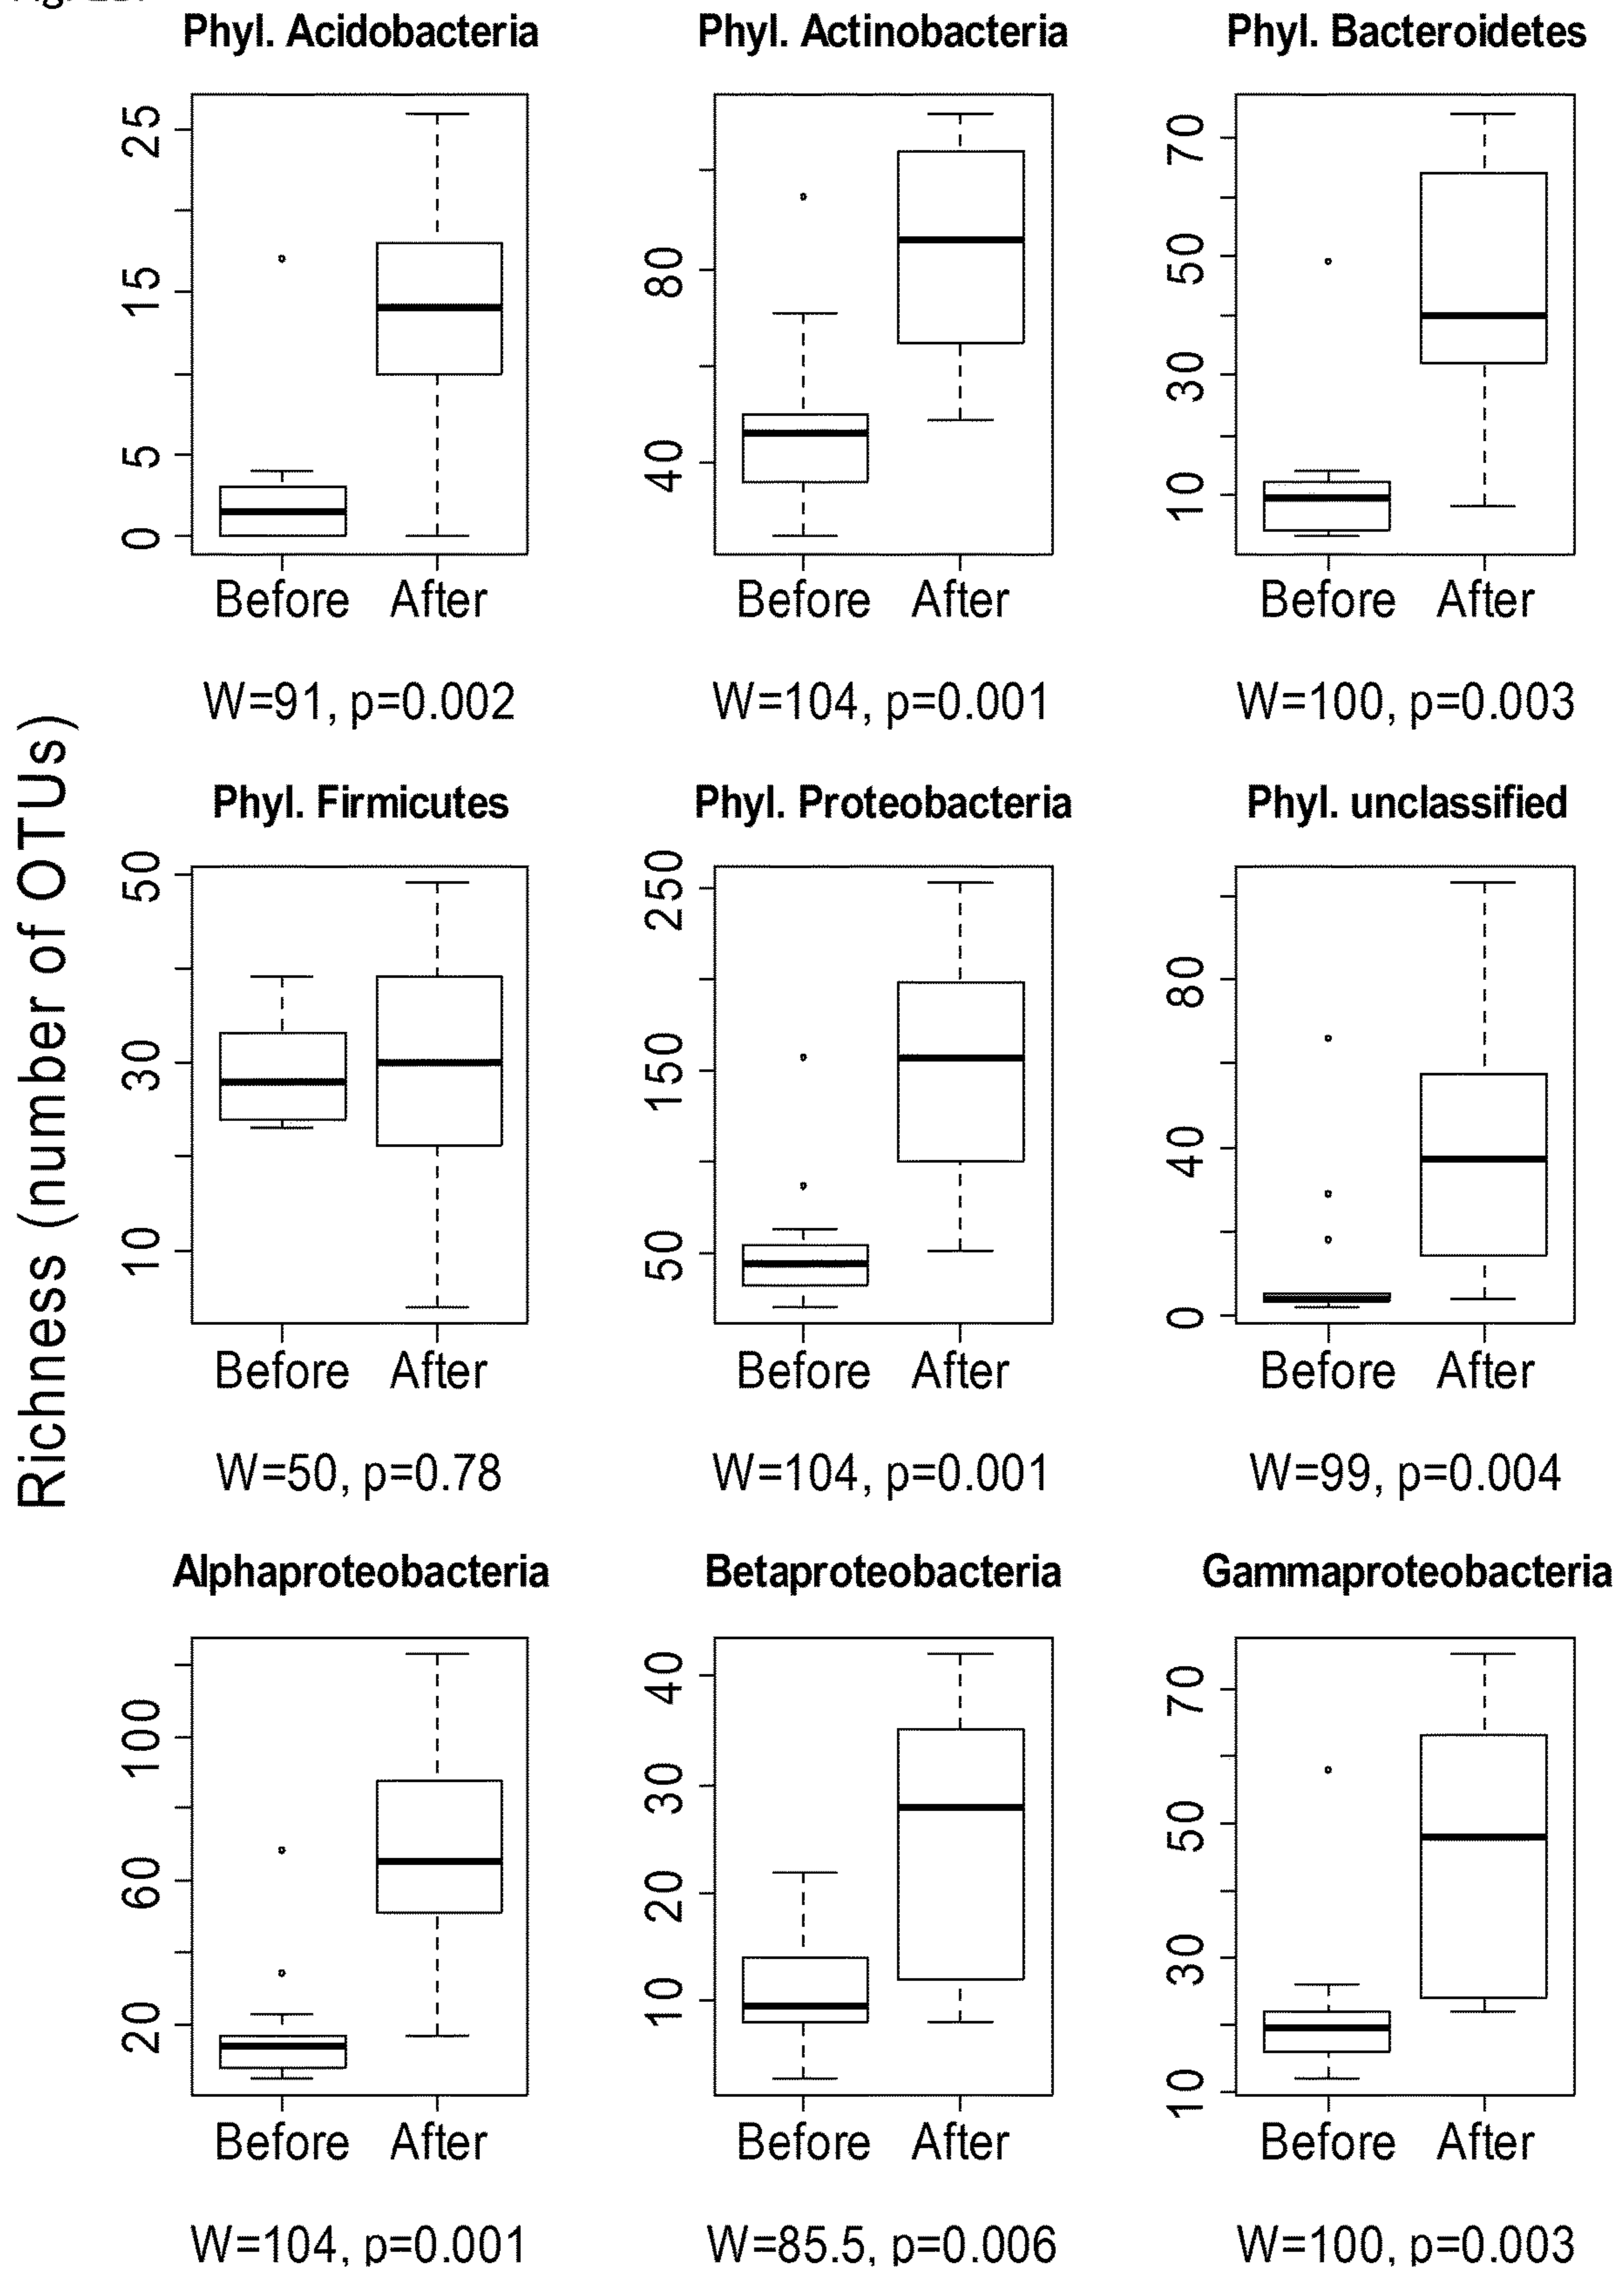 Phyl. Acidobacteria
Phyl. Actinobacteria
Phyl. Bacteroidetes
25
15
5
0
80
40
70
50
30
10
Before After
Before After
Before After
W=91, p=0.002
W=104, p=0.001
W=100, p=0.003
Richness (number of OTUs)
Phyl. Firmicutes
Phyl. Proteobacteria
Phyl. unclassified
50
30
10
250
150
50
80
40
0
Before After
Before After
Before After
W=50, p=0.78
W=104, p=0.001
W=99, p=0.004
Alphaproteobacteria
Betaproteobacteria
Gammaproteobacteria
100
60
20
40
30
20
10
70
50
30
10
Before After
Before After
Before After
W=104, p=0.001
W=85.5, p=0.006
W=100, p=0.003